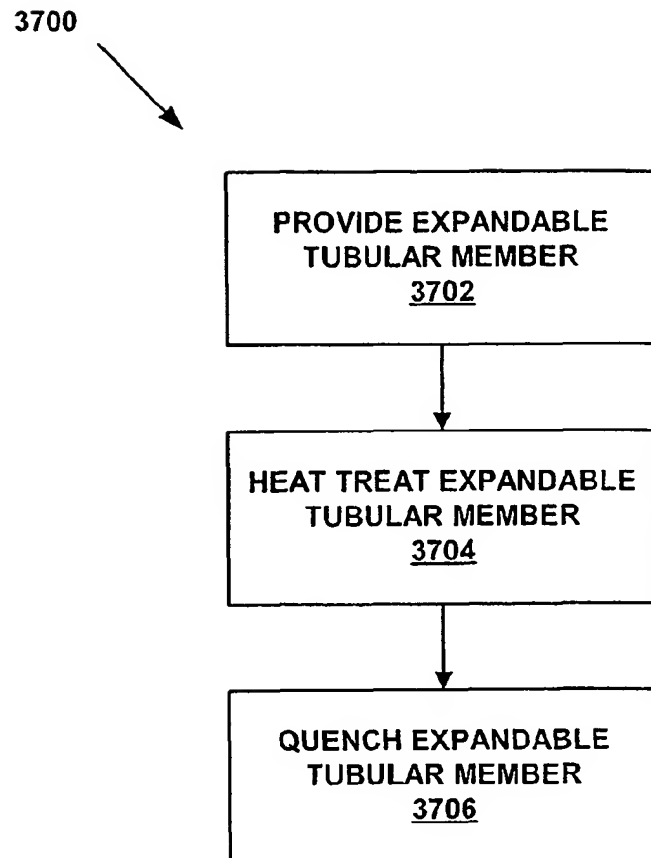 3700
PROVIDE EXPANDABLE
TUBULAR MEMBER
3702
HEAT TREAT EXPANDABLE
TUBULAR MEMBER
3704
QUENCH EXPANDABLE
TUBULAR MEMBER
3706